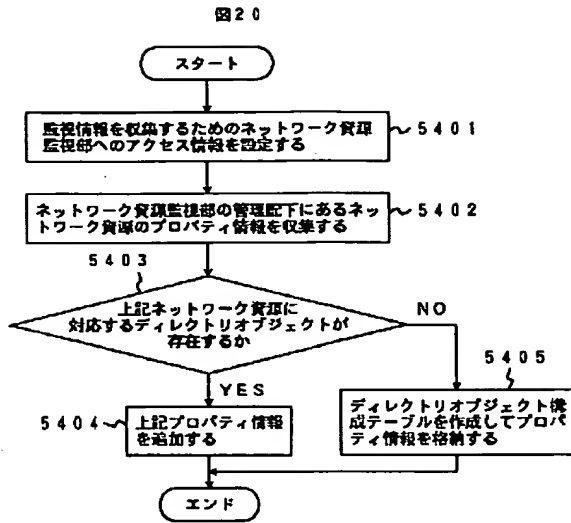 図20
スタート
監視情報を収集するためのネットワーク資源
監視部へのアクセス情報を設定する
5401
ネットワーク資源監視部の管理配下にあるネッ
トワーク資源のプロパティ情報を収集する
5402
5403
上記ネットワーク資源に
対応するディレクトリオブジェクトが
存在するか
NO
YES
5405
5404
上記プロパティ情報
を追加する
ディレクトリオブジェクト構
成テーブルを作成してプロパ
ティ情報を格納する
エンド